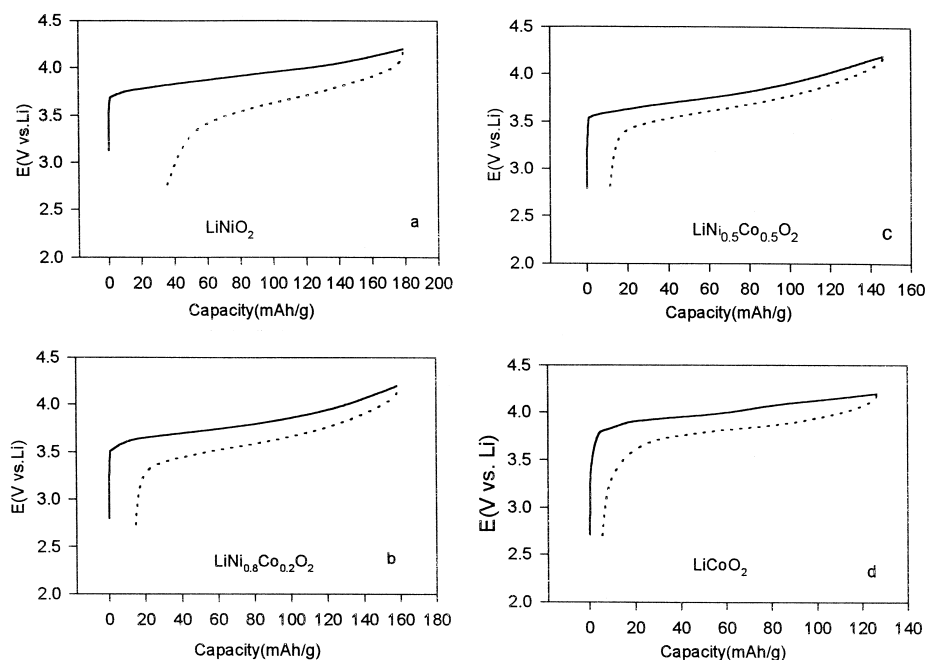 4.5
4.0
3.5
3.0
2.5
2.0
E(V vs.Li)
LiNiO2
a
0 20 40 60 80 100 120 140 160 180 200
Capacity(mAh/g)
4.5
4.0
3.5
3.0
2.5
2.0
E(V vs.Li)
LiNi0.5Co0.5O2
c
0 20 40 60 80 100 120 140 160
Capacity(mAh/g)
4.5
4.0
3.5
3.0
2.5
2.0
E(V vs.Li)
LiNi0.8Co0.2O2
b
0 20 40 60 80 100 120 140 160 180
Capacity(mAh/g)
4.5
4.0
3.5
3.0
2.5
2.0
E(V vs. Li)
LiCoO2
d
0 20 40 60 80 100 120 140
Capacity(mAh/g)